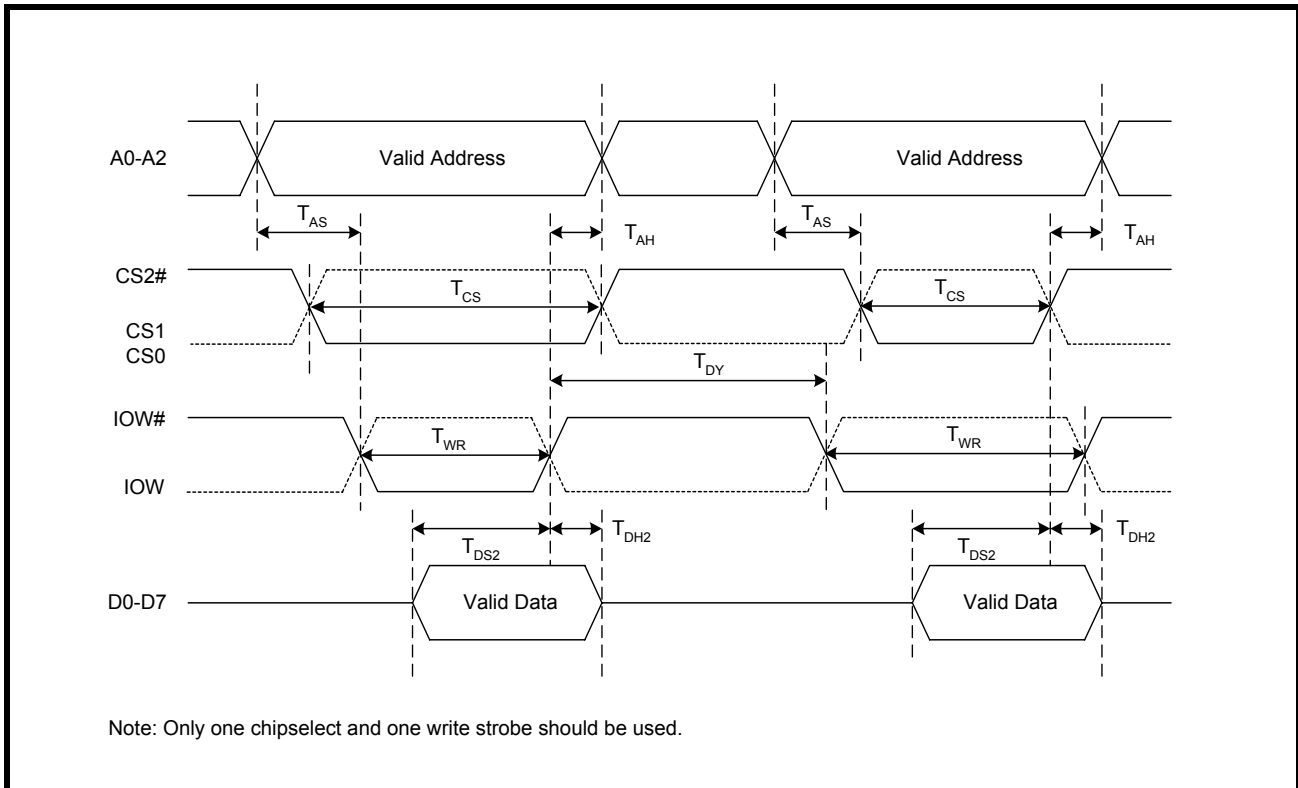 A0-A2
Valid Address
Valid Address
TAS
TAH
TAS
TAH
CS2#
TCS
TCS
CS1
CS0
TDY
IOW#
TWR
TWR
IOW
TDS2
TDH2
TDS2
TDH2
D0-D7
Valid Data
Valid Data
Note: Only one chipselect and one write strobe should be used.